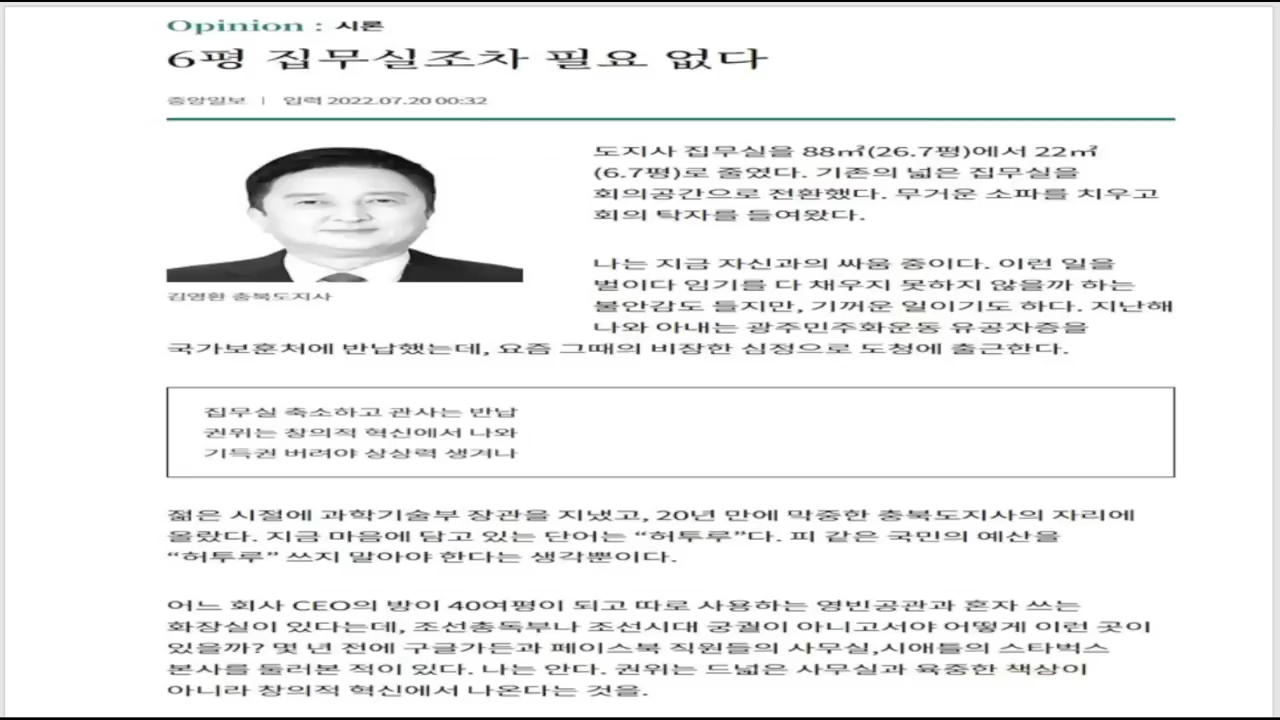 Opinion : 시론
6평 집무실조차 필요 없다
중앙일보 | 입력 2022.07.20 00:32
도지사 집무실을 88㎡(26.7평)에서 22㎡
(6.7평)로 줄였다. 기존의 넓은 집무실을
회의공간으로 전환했다. 무거운 소파를 치우고
회의 탁자를 들여왔다.
나는 지금 자신과의 싸움 중이다. 이런 일을
벌이다 임기를 다 채우지 못하지 않을까 하는
불안감도 들지만, 기꺼운 일이기도 하다. 지난해
나와 아내는 광주민주화운동 유공자증을
국가보훈처에 반납했는데, 요즘 그때의 비장한 심정으로 도청에 출근한다.
김영환 충북도지사
집무실 축소하고 관사는 반납
권위는 창의적 혁신에서 나와
기득권 버려야 상상력 생겨나
젊은 시절에 과학기술부 장관을 지냈고, 20년 만에 막중한 충북도지사의 자리에
올랐다. 지금 마음에 담고 있는 단어는 “허투루”다. 피 같은 국민의 예산을
“허투루” 쓰지 말아야 한다는 생각뿐이다.
어느 회사 CEO의 방이 40여평이 되고 따로 사용하는 영빈공관과 혼자 쓰는
화장실이 있다는데, 조선총독부나 조선시대 궁궐이 아니고서야 어떻게 이런 곳이
있을까? 몇 년 전에 구글가든과 페이스북 직원들의 사무실,시애틀의 스타벅스
본사를 둘러본 적이 있다. 나는 안다. 권위는 드넓은 사무실과 육중한 책상이
아니라 창의적 혁신에서 나온다는 것을.